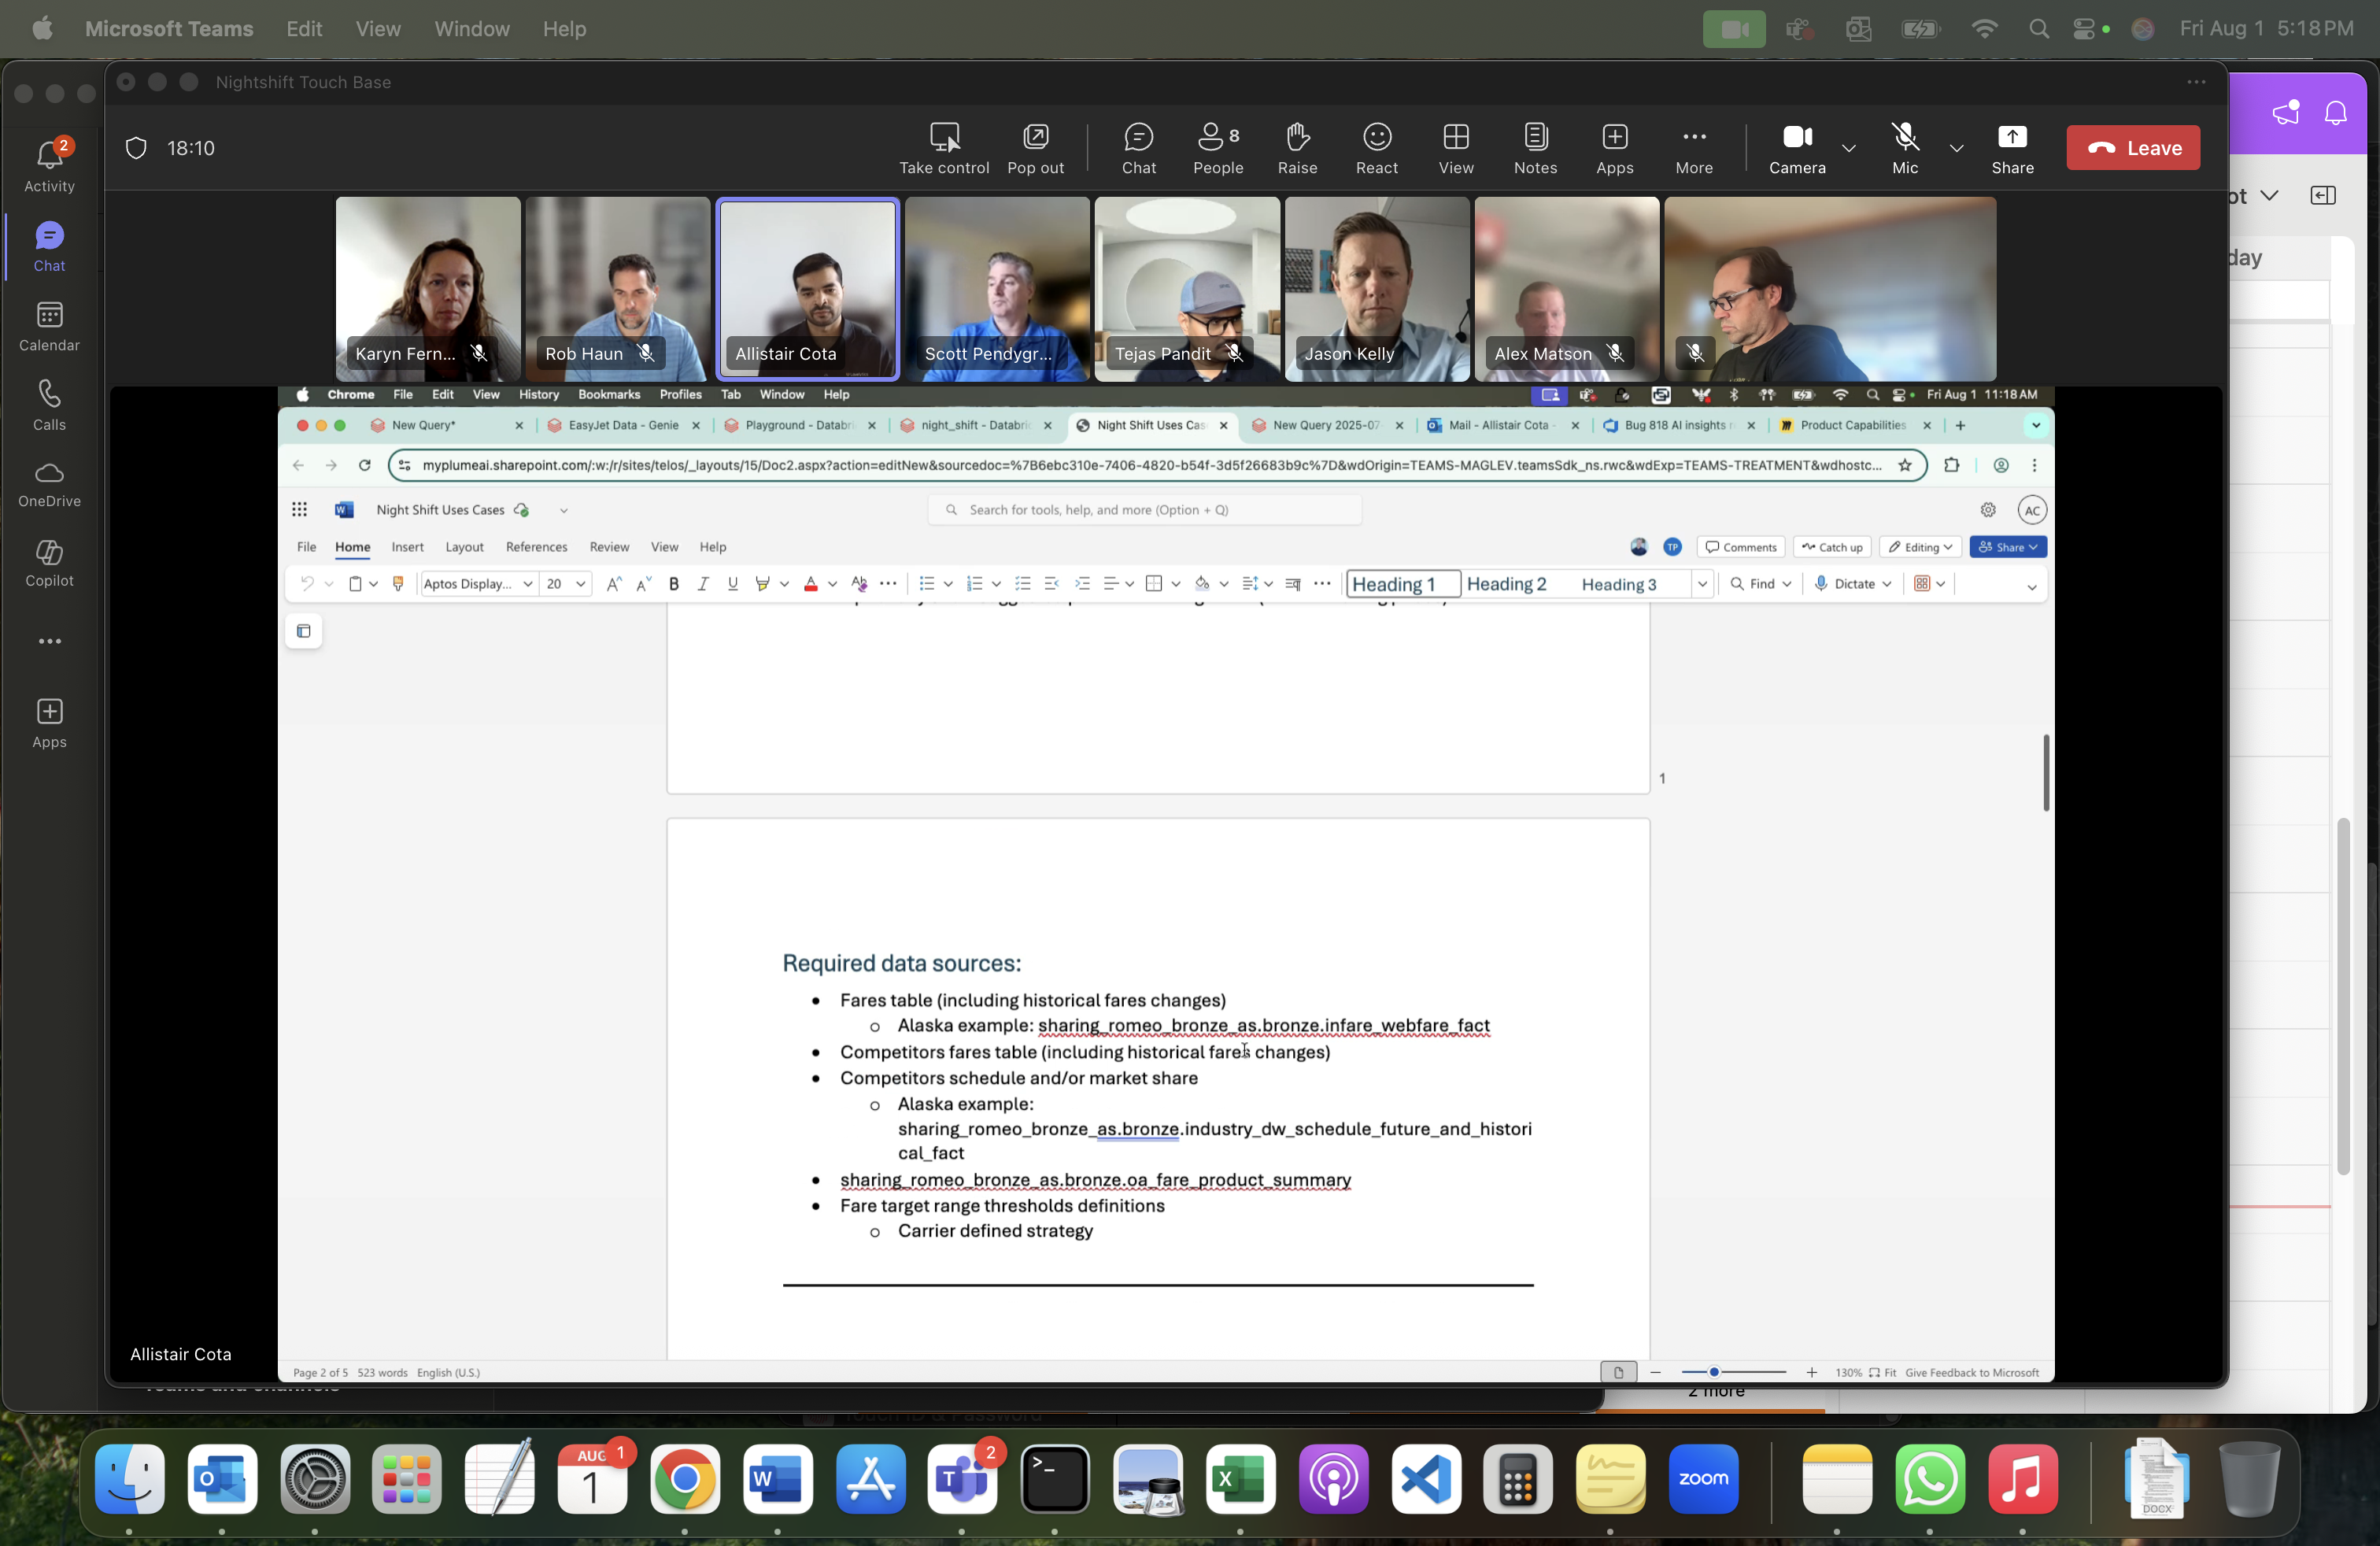 Microsoft Teams Edit View Window Help Fri Aug 1 5:18 PM
Nightshift Touch Base
18:10 Take control Pop out Chat 8 People Raise React View Notes Apps More Camera Mic Share Leave
2
Activity
Chat
Calendar
Calls
OneDrive
Copilot
Apps
Karyn Fern... Rob Haun Allistair Cota Scott Pendygr... Tejas Pandit Jason Kelly Alex Matson
Chrome File Edit View History Bookmarks Profiles Tab Window Help Fri Aug 1 11:18 AM
New Query* EasyJet Data - Genie Playground - Databri night_shift - Databric Night Shift Uses Cas New Query 2025-07- Mail - Allistair Cota - Bug 818 AI insights Product Capabilities
myplumeai.sharepoint.com/:w:/r/sites/telos/_layouts/15/Doc2.aspx?action=editNew&sourcedoc=%7B6ebc310e-7406-4820-b54f-3d5f26683b9c%7D&wdOrigin=TEAMS-MAGLEV.teamsSdk_ns.rwc&wdExp=TEAMS-TREATMENT&wdhostc...
Night Shift Uses Cases Search for tools, help, and more (Option + Q) AC
File Home Insert Layout References Review View Help TP Comments Catch up Editing Share
Aptos Display... 20 B I U A Heading 1 Heading 2 Heading 3 Find Dictate
1
Required data sources:
• Fares table (including historical fares changes)
o Alaska example: sharing_romeo_bronze_as.bronze.infare_webfare_fact
• Competitors fares table (including historical fares changes)
• Competitors schedule and/or market share
o Alaska example:
sharing_romeo_bronze_as.bronze.industry_dw_schedule_future_and_histori
cal_fact
• sharing_romeo_bronze_as.bronze.oa_fare_product_summary
• Fare target range thresholds definitions
o Carrier defined strategy
Allistair Cota
Page 2 of 5 523 words English (U.S.) 130% Fit Give Feedback to Microsoft
2 more
AUG 1
1
2
zoom
DOCX